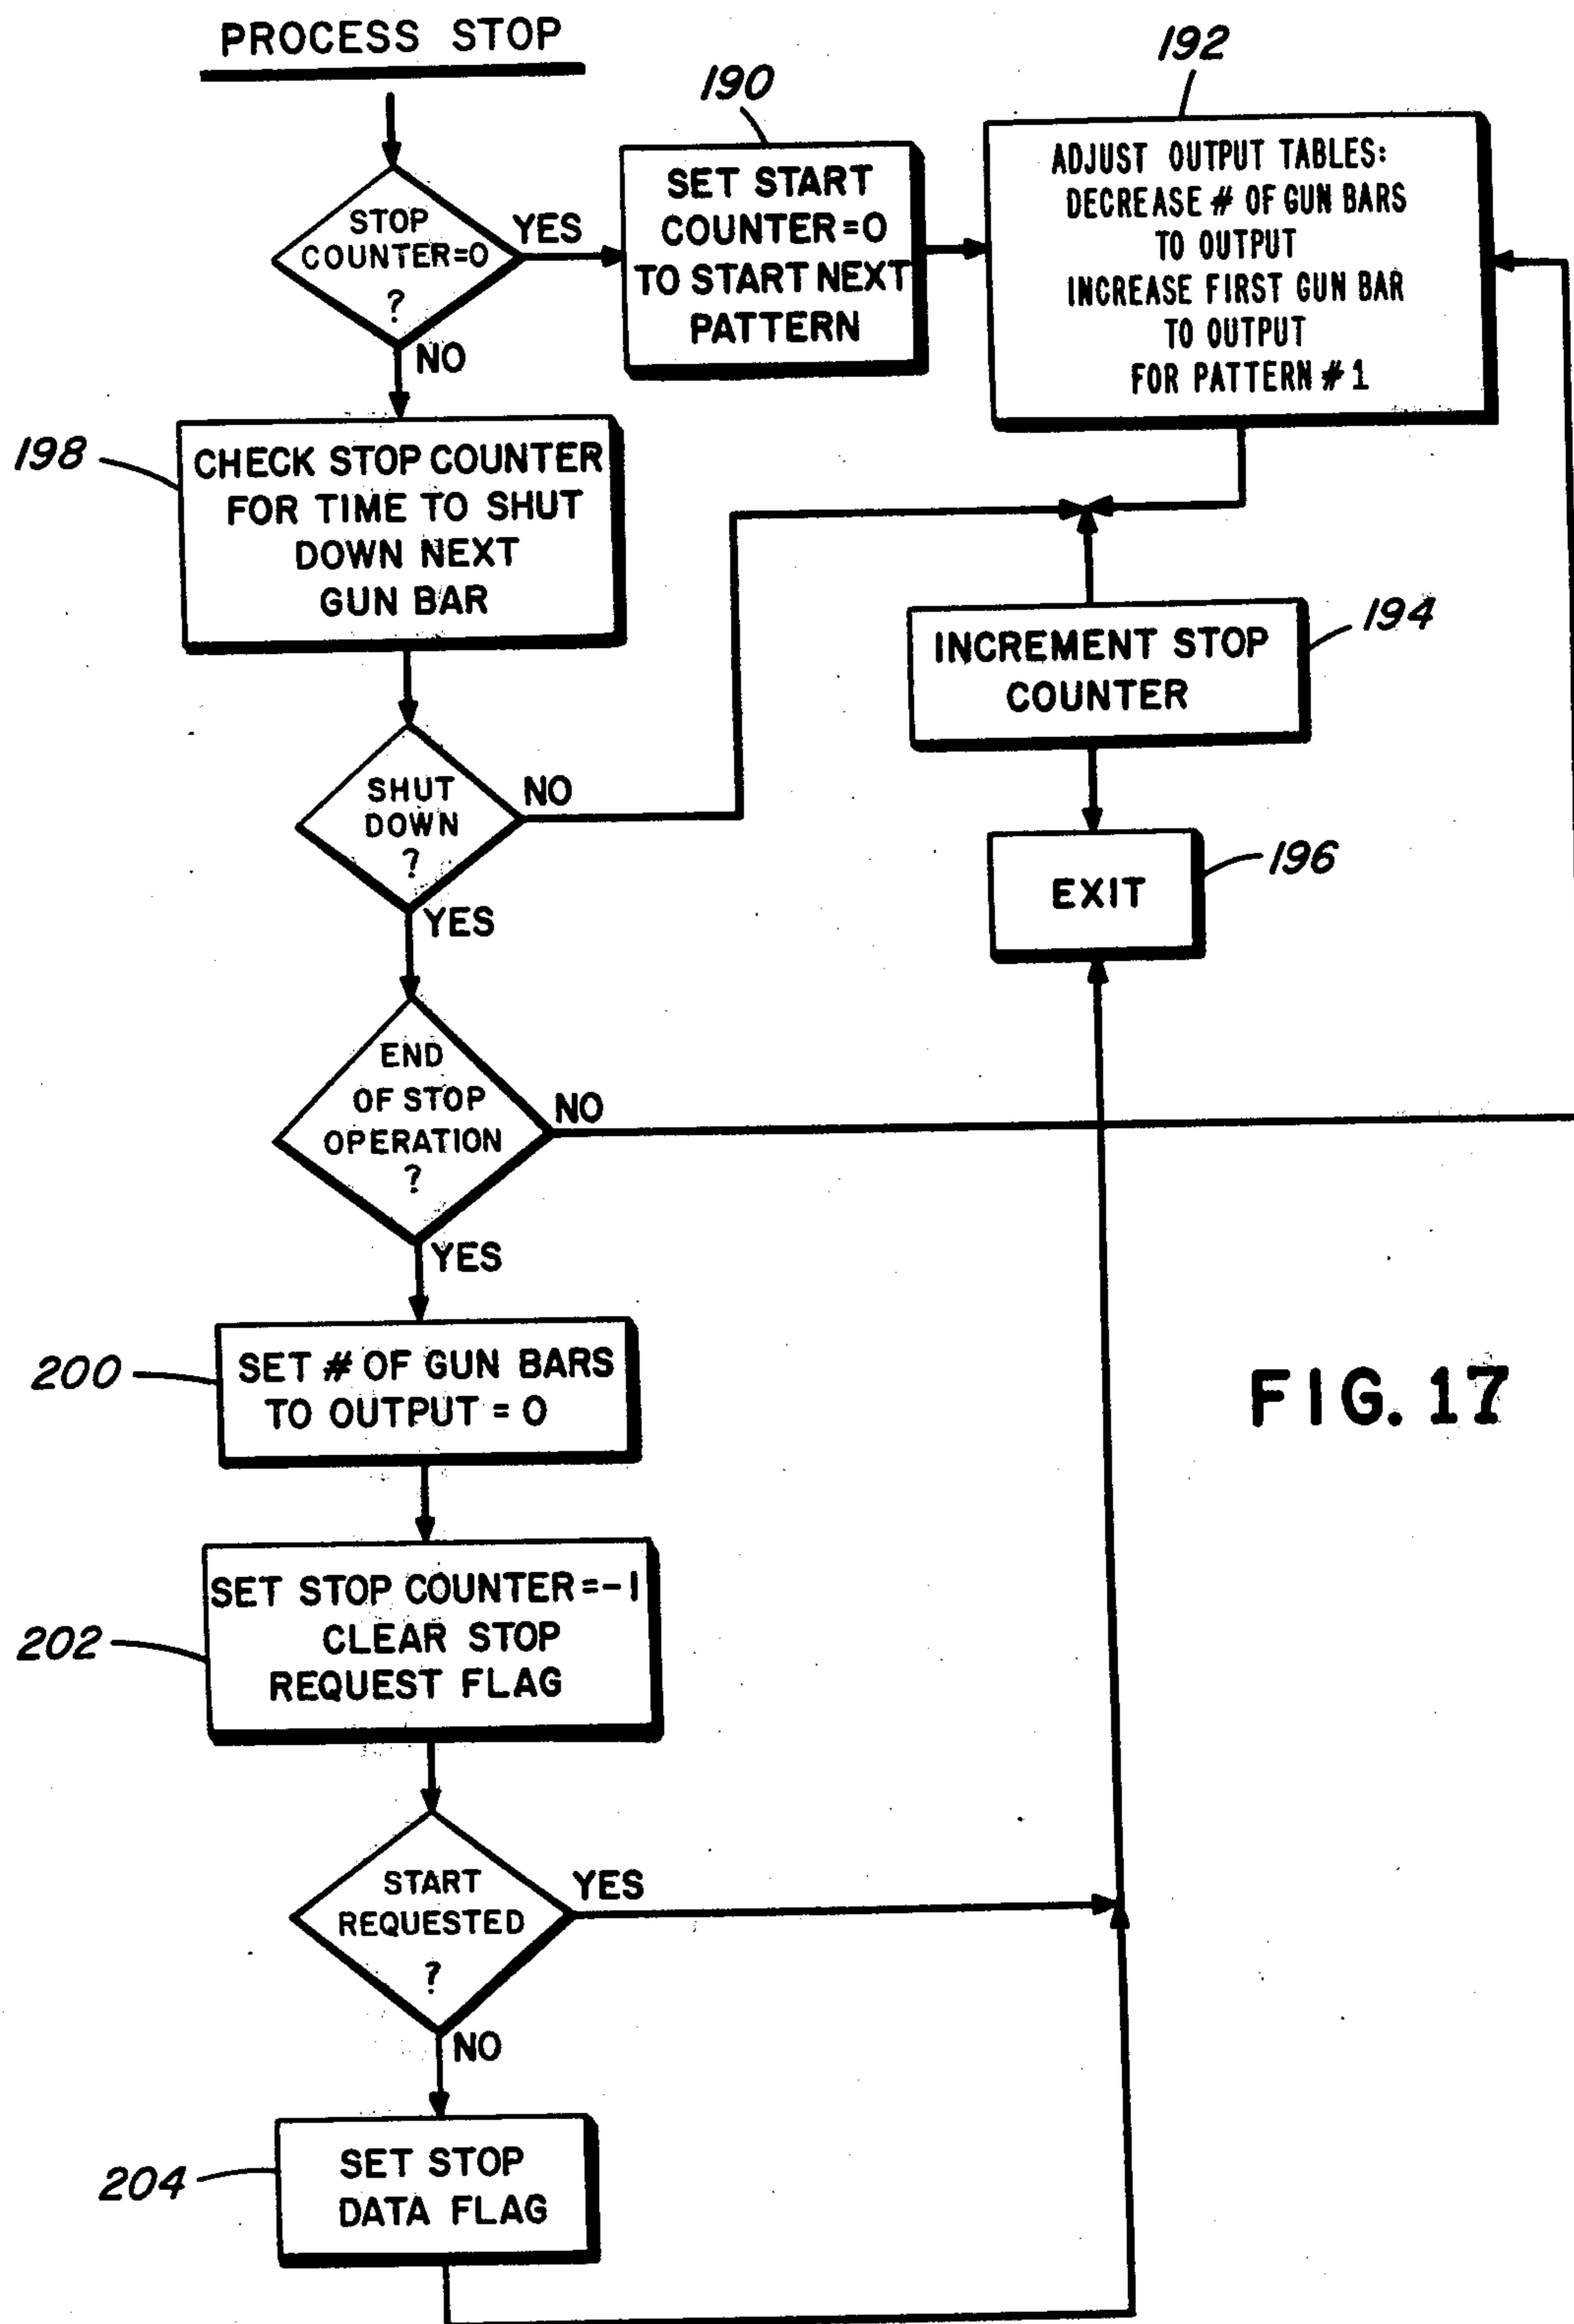 PROCESS STOP
STOP
COUNTER=0
?
YES
NO
190
SET START
COUNTER=0
TO START NEXT
PATTERN
192
ADJUST OUTPUT TABLES:
DECREASE # OF GUN BARS
TO OUTPUT
INCREASE FIRST GUN BAR
TO OUTPUT
FOR PATTERN # 1
198
CHECK STOP COUNTER
FOR TIME TO SHUT
DOWN NEXT
GUN BAR
194
INCREMENT STOP
COUNTER
SHUT
DOWN
?
NO
YES
196
EXIT
END
OF STOP
OPERATION
?
NO
YES
200
SET # OF GUN BARS
TO OUTPUT = 0
FIG. 17
202
SET STOP COUNTER=-1
CLEAR STOP
REQUEST FLAG
START
REQUESTED
?
YES
NO
204
SET STOP
DATA FLAG